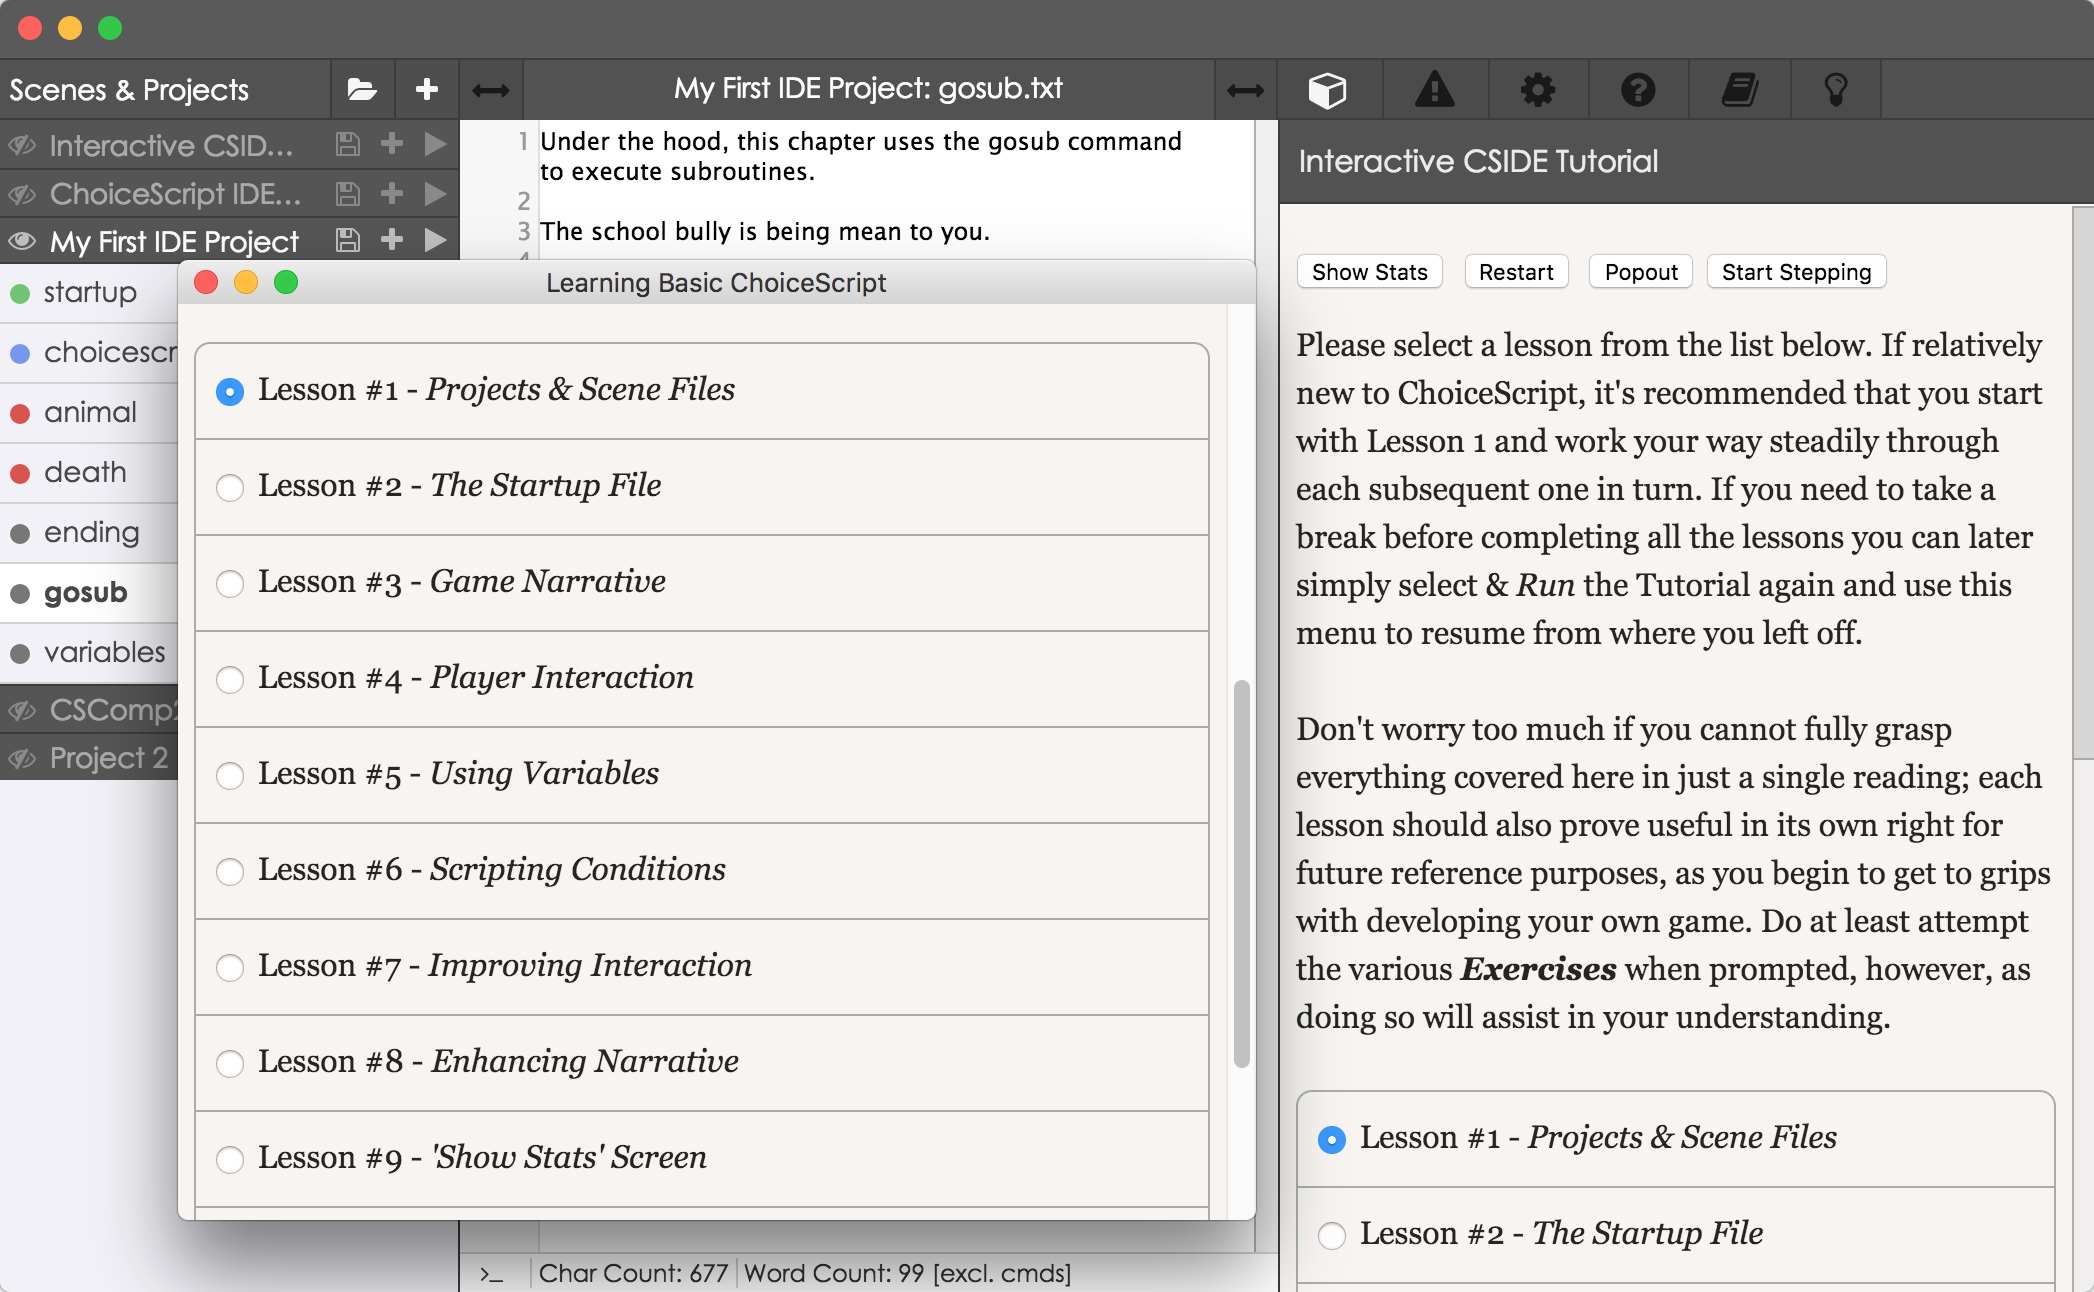 Scenes & Projects
My First IDE Project: gosub.txt
Interactive CSID...
ChoiceScript IDE...
My First IDE Project
startup
choicescr
animal
death
ending
gosub
variables
CSComp2
Project 2
1 Under the hood, this chapter uses the gosub command
to execute subroutines.
2
3 The school bully is being mean to you.
4
Learning Basic ChoiceScript
Lesson #1 - Projects & Scene Files
Lesson #2 - The Startup File
Lesson #3 - Game Narrative
Lesson #4 - Player Interaction
Lesson #5 - Using Variables
Lesson #6 - Scripting Conditions
Lesson #7 - Improving Interaction
Lesson #8 - Enhancing Narrative
Lesson #9 - 'Show Stats' Screen
>_ Char Count: 677 Word Count: 99 [excl. cmds]
Interactive CSIDE Tutorial
Show Stats Restart Popout Start Stepping
Please select a lesson from the list below. If relatively
new to ChoiceScript, it's recommended that you start
with Lesson 1 and work your way steadily through
each subsequent one in turn. If you need to take a
break before completing all the lessons you can later
simply select & Run the Tutorial again and use this
menu to resume from where you left off.
Don't worry too much if you cannot fully grasp
everything covered here in just a single reading; each
lesson should also prove useful in its own right for
future reference purposes, as you begin to get to grips
with developing your own game. Do at least attempt
the various Exercises when prompted, however, as
doing so will assist in your understanding.
Lesson #1 - Projects & Scene Files
Lesson #2 - The Startup File